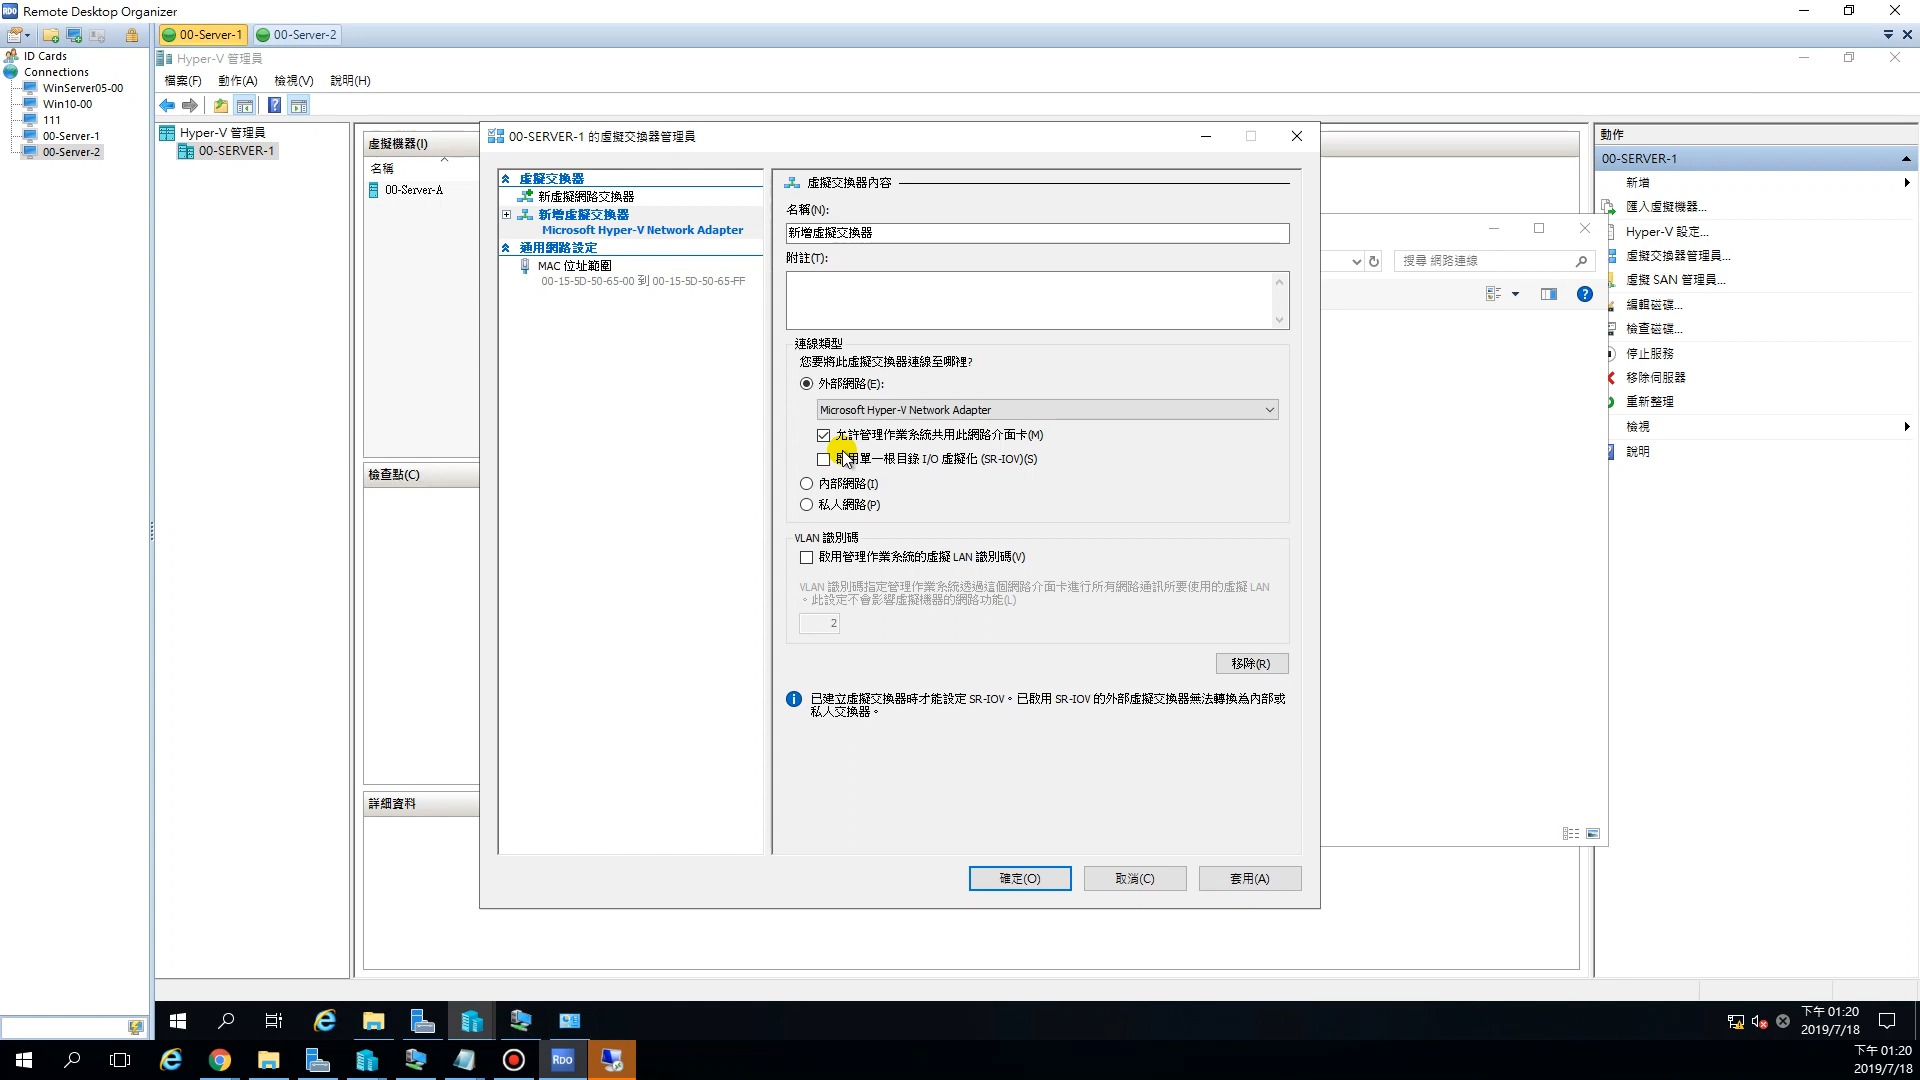 Remote Desktop Organizer
00-Server-1
00-Server-2
ID Cards
Connections
WinServer05-00
Win10-00
111
00-Server-1
00-Server-2
Hyper-V 管理員
檔案(F)
動作(A)
檢視(V)
說明(H)
Hyper-V 管理員
00-SERVER-1
虛擬機器(I)
名稱
00-Server-A
檢查點(C)
詳細資料
00-SERVER-1 的虛擬交換器管理員
虛擬交換器
新虛擬網路交換器
新增虛擬交換器
Microsoft Hyper-V Network Adapter
通用網路設定
MAC 位址範圍
00-15-5D-50-65-00 到 00-15-5D-50-65-FF
虛擬交換器內容
名稱(N):
新增虛擬交換器
附註(T):
連線類型
您要將此虛擬交換器連線至哪裡?
外部網路(E):
Microsoft Hyper-V Network Adapter
允許管理作業系統共用此網路介面卡(M)
啟用單一根目錄 I/O 虛擬化 (SR-IOV)(S)
內部網路(I)
私人網路(P)
VLAN 識別碼
啟用管理作業系統的虛擬 LAN 識別碼(V)
VLAN 識別碼指定管理作業系統透過這個網路介面卡進行所有網路通訊所要使用的虛擬 LAN
。此設定不會影響虛擬機器的網路功能(L)
2
移除(R)
已建立虛擬交換器時才能設定 SR-IOV。已啟用 SR-IOV 的外部虛擬交換器無法轉換為內部或
私人交換器。
確定(O)
取消(C)
套用(A)
搜尋 網路連線
動作
00-SERVER-1
新增
匯入虛擬機器...
Hyper-V 設定...
虛擬交換器管理員...
虛擬 SAN 管理員...
編輯磁碟...
檢查磁碟...
停止服務
移除伺服器
重新整理
檢視
說明
下午 01:20
2019/7/18
RDO
下午 01:20
2019/7/18